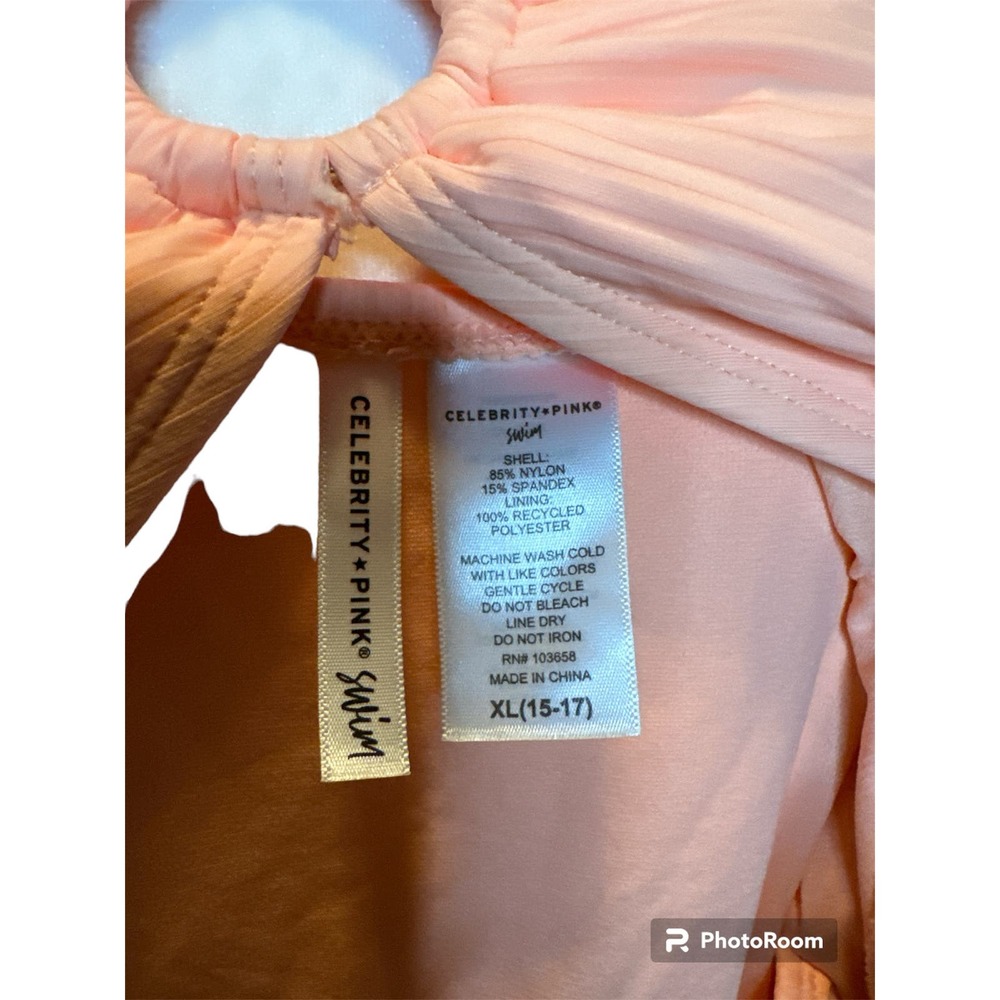 CELEBRITY★PINK® swim
CELEBRITY★PINK®
swim
SHELL:
85% NYLON
15% SPANDEX
LINING:
100% RECYCLED
POLYESTER
MACHINE WASH COLD
WITH LIKE COLORS
GENTLE CYCLE
DO NOT BLEACH
LINE DRY
DO NOT IRON
RN# 103658
MADE IN CHINA
XL(15-17)
PhotoRoom